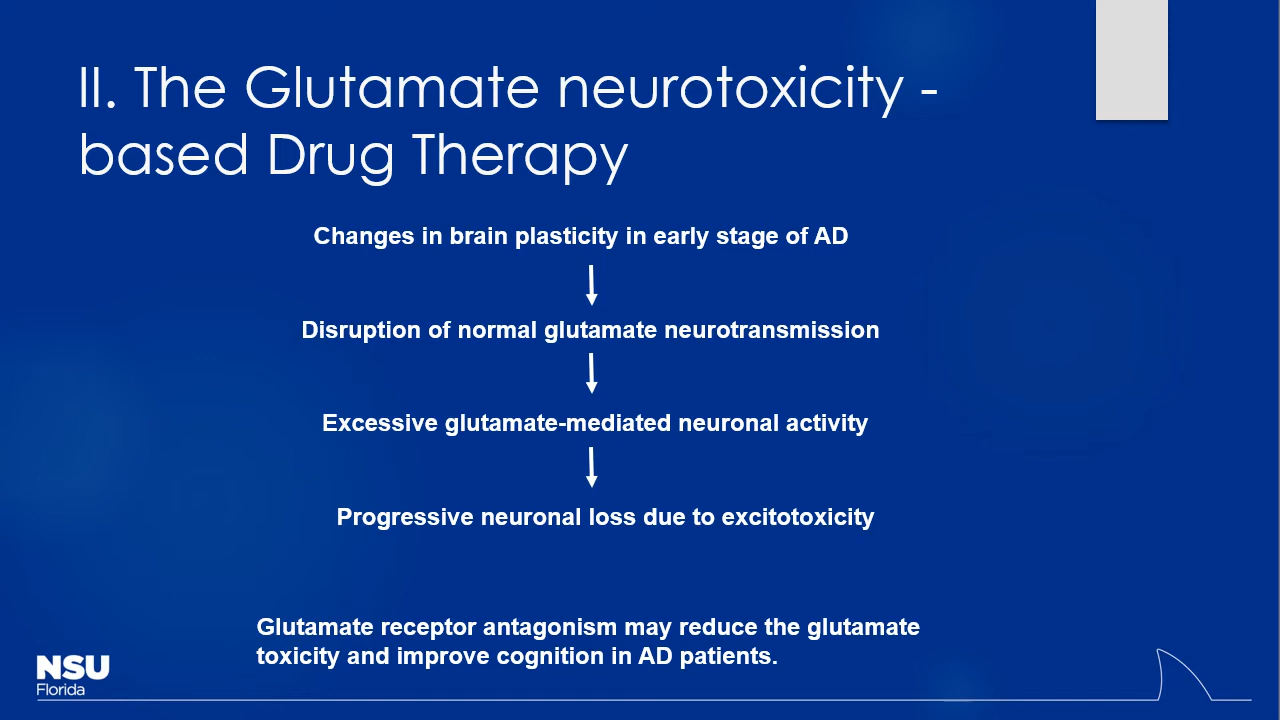 II. The Glutamate neurotoxicity -
based Drug Therapy
Changes in brain plasticity in early stage of AD
Disruption of normal glutamate neurotransmission
Excessive glutamate-mediated neuronal activity
Progressive neuronal loss due to excitotoxicity
Glutamate receptor antagonism may reduce the glutamate
toxicity and improve cognition in AD patients.
NSU
Florida